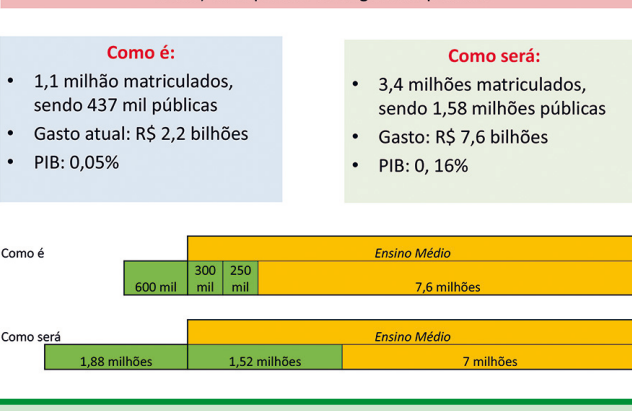 Como é:
• 1,1 milhão matriculados,
sendo 437 mil públicas
• Gasto atual: R$ 2,2 bilhões
• PIB: 0,05%
Como será:
• 3,4 milhões matriculados,
sendo 1,58 milhões públicas
• Gasto: R$ 7,6 bilhões
• PIB: 0, 16%
Como é
Ensino Médio
600 mil
300 mil
250 mil
7,6 milhões
Como será
Ensino Médio
1,88 milhões
1,52 milhões
7 milhões